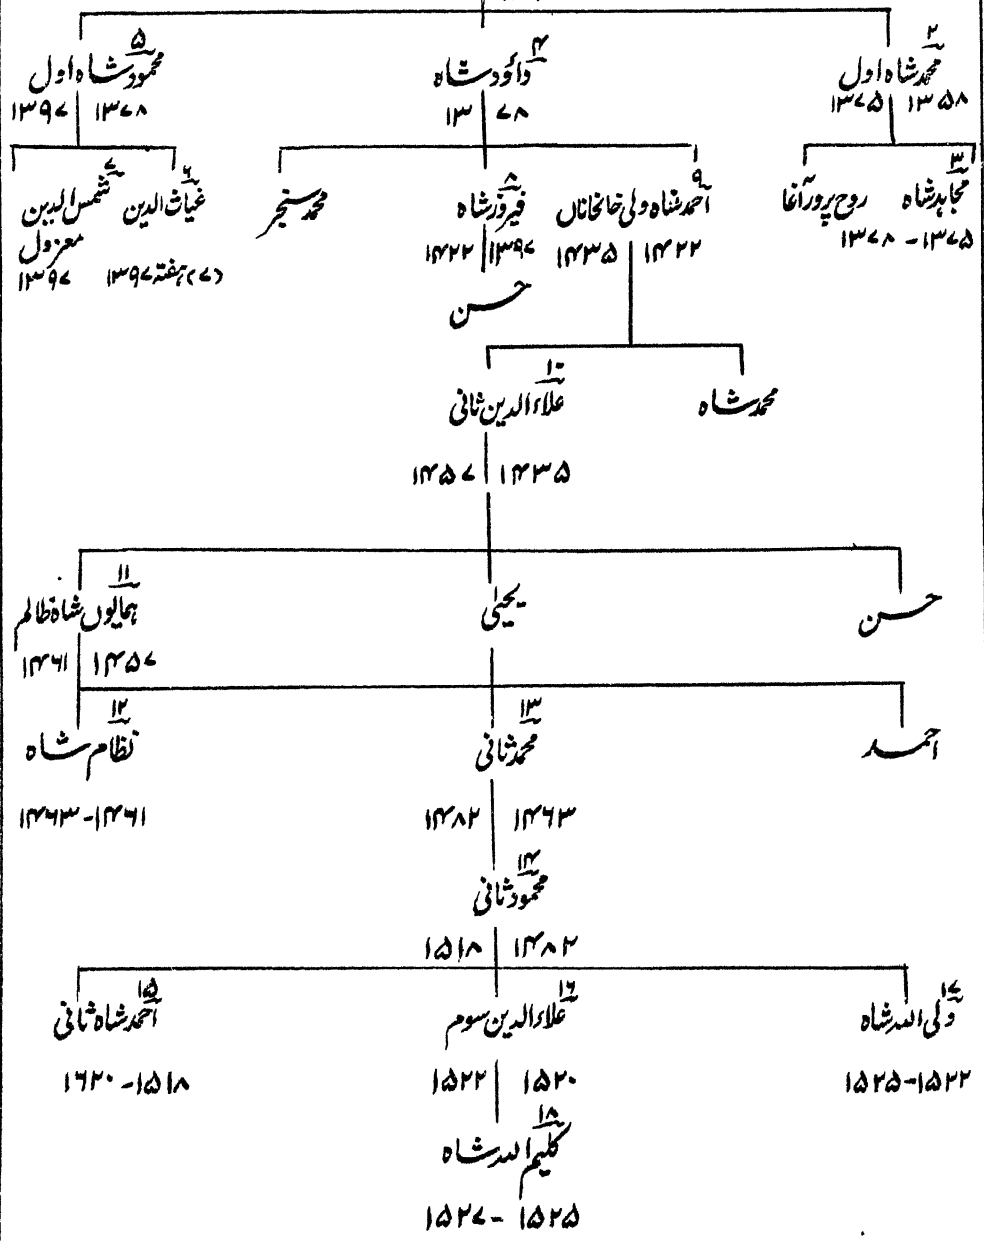 ۲
محمد شاہ اول
۱۳۵۸ ۱۳۷۵
۴
داؤد شاہ
۱۳۷۸
۵
محمود شاہ اول
۱۳۷۸ ۱۳۹۷
۳
مجاہد شاہ
۱۳۷۵-۱۳۷۸
روح پرور آغا
۹
احمد شاہ ولی خانخاناں
۱۴۲۲ ۱۴۳۵
۸
فیروز شاہ
۱۳۹۷ ۱۴۲۲
حسن
محمد سنجر
۶
غیاث الدین
(۷) ہفتہ ۱۳۹۷
۷
شمس الدین
معزول
۱۳۹۷
محمد شاہ
۱۰
علاء الدین ثانی
۱۴۳۵ ۱۴۵۷
حسن
یحییٰ
۱۱
ہمایوں شاہ ظالم
۱۴۵۷ ۱۴۶۱
احمد
۱۳
محمد ثانی
۱۴۶۳ ۱۴۸۲
۱۲
نظام شاہ
۱۴۶۱-۱۴۶۳
۱۴
محمود ثانی
۱۴۸۲ ۱۵۱۸
۱۷
ولی اللہ شاہ
۱۵۲۲-۱۵۲۵
۱۶
علاء الدین سوم
۱۵۲۰ ۱۵۲۲
۱۵
احمد شاہ ثانی
۱۵۱۸-۱۶۲۰
۱۸
کلیم اللہ شاہ
۱۵۲۵-۱۵۲۷